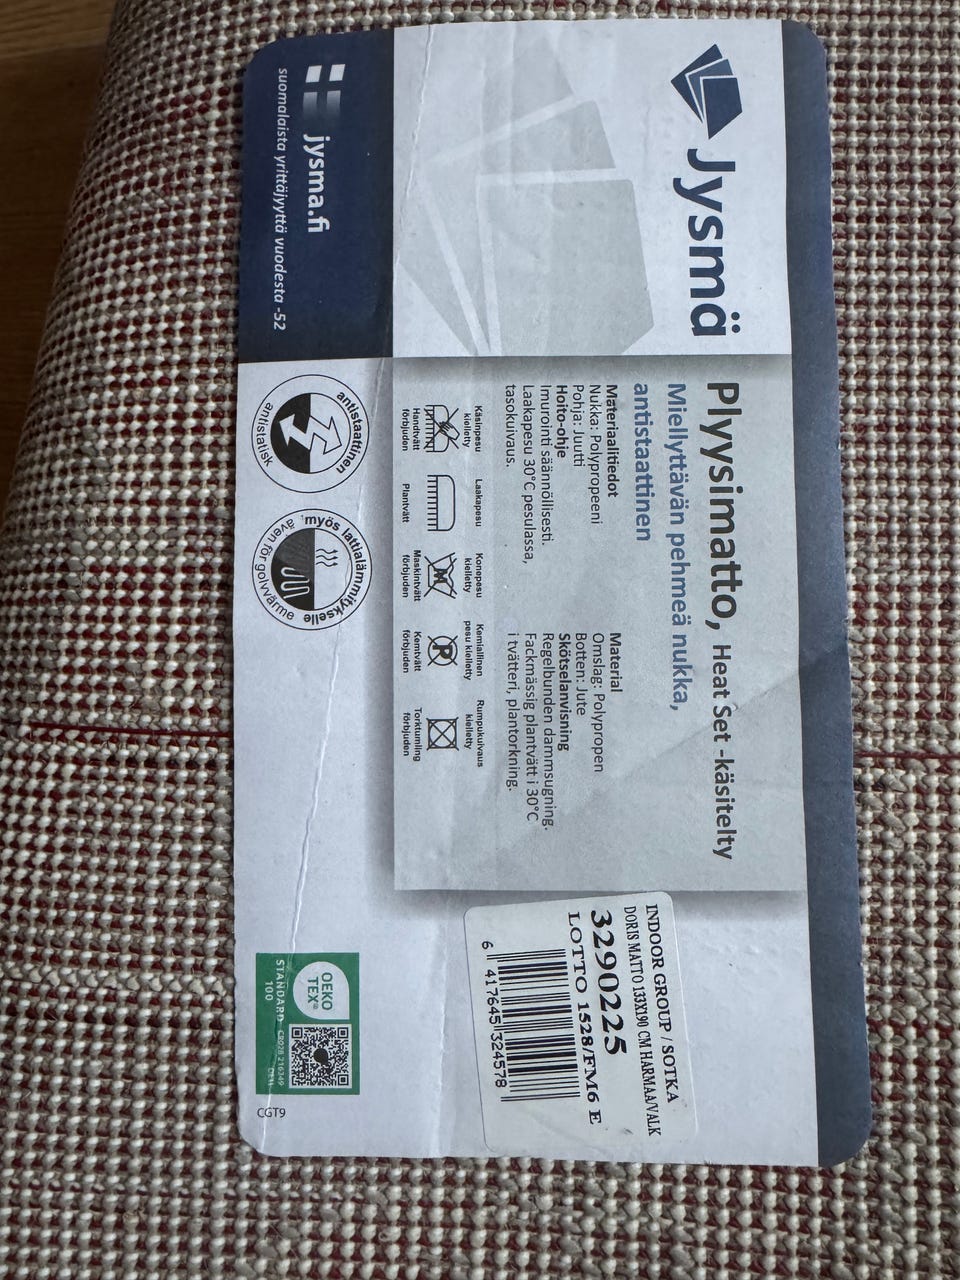 Jysmä
jysma.fi
suomalaista yrittäjyyttä vuodesta -52
Plyysimatto, Heat Set -käsitelty
Miellyttävän pehmeä nukka,
antistaattinen
Materiaalitiedot
Nukka: Polypropeeni
Pohja: Juutti
Hoito-ohje
Imurointi säännöllisesti.
Laakapesu 30°C pesulassa,
tasokuivaus.
Material
Omslag: Polypropen
Botten: Jute
Skötselanvisning
Regelbunden dammsugning.
Fackmässig plantvätt i 30°C
i tvätteri, plantorkning.
Käsinpesu
kielletty
Handtvätt
förbjuden
Laakapesu
Plantvätt
Konepesu
kielletty
M
Maskintvätt
förbjuden
Kemiallinen
pesu kielletty
P
Kemtvätt
förbjuden
Rumpukuivaus
kielletty
Torktumling
förbjuden
antistaattinen
antistatisk
myös lattialämmitykselle
även för golvvärme
INDOOR GROUP / SOTKA
DORIS MATTO 133X190 CM HARMAA/VALK
3290225
LOTTO 1528/FM6 E
6 417645 324578
OEKO
TEX®
STANDARD
100
CGT9